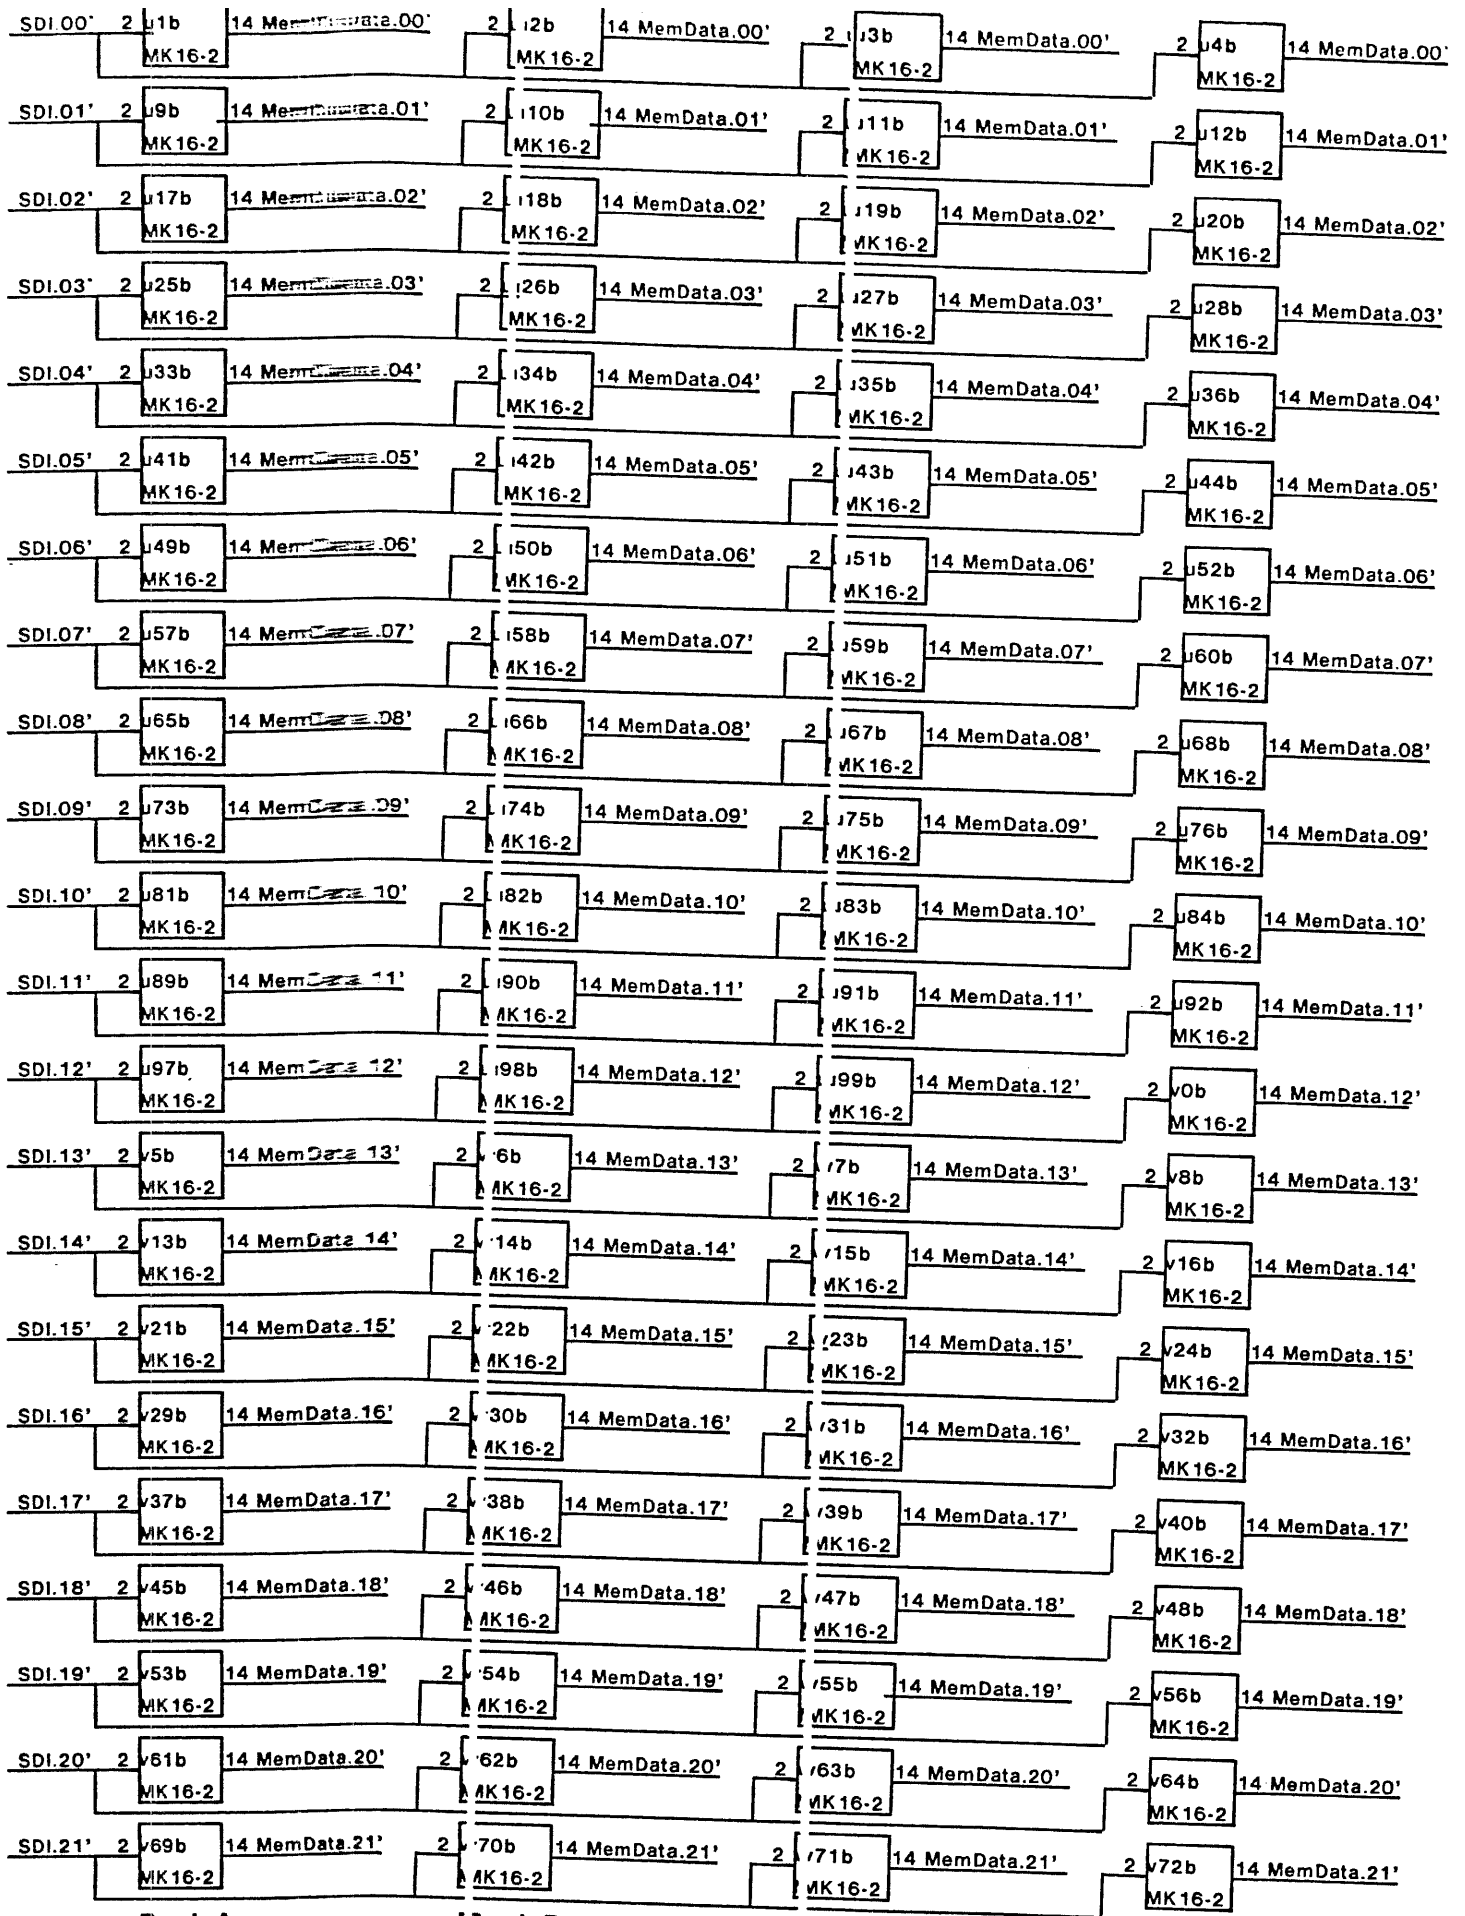 SDI.00' 2 u1b 14 MemData.00' 2 u2b 14 MemData.00' 2 u3b 14 MemData.00' 2 u4b 14 MemData.00'
MK16-2 MK16-2 MK16-2 MK16-2
SDI.01' 2 u9b 14 MemData.01' 2 u10b 14 MemData.01' 2 u11b 14 MemData.01' 2 u12b 14 MemData.01'
MK16-2 MK16-2 MK16-2 MK16-2
SDI.02' 2 u17b 14 MemData.02' 2 u18b 14 MemData.02' 2 u19b 14 MemData.02' 2 u20b 14 MemData.02'
MK16-2 MK16-2 MK16-2 MK16-2
SDI.03' 2 u25b 14 MemData.03' 2 u26b 14 MemData.03' 2 u27b 14 MemData.03' 2 u28b 14 MemData.03'
MK16-2 MK16-2 MK16-2 MK16-2
SDI.04' 2 u33b 14 MemData.04' 2 u34b 14 MemData.04' 2 u35b 14 MemData.04' 2 u36b 14 MemData.04'
MK16-2 MK16-2 MK16-2 MK16-2
SDI.05' 2 u41b 14 MemData.05' 2 u42b 14 MemData.05' 2 u43b 14 MemData.05' 2 u44b 14 MemData.05'
MK16-2 MK16-2 MK16-2 MK16-2
SDI.06' 2 u49b 14 MemData.06' 2 u50b 14 MemData.06' 2 u51b 14 MemData.06' 2 u52b 14 MemData.06'
MK16-2 MK16-2 MK16-2 MK16-2
SDI.07' 2 u57b 14 MemData.07' 2 u58b 14 MemData.07' 2 u59b 14 MemData.07' 2 u60b 14 MemData.07'
MK16-2 MK16-2 MK16-2 MK16-2
SDI.08' 2 u65b 14 MemData.08' 2 u66b 14 MemData.08' 2 u67b 14 MemData.08' 2 u68b 14 MemData.08'
MK16-2 MK16-2 MK16-2 MK16-2
SDI.09' 2 u73b 14 MemData.09' 2 u74b 14 MemData.09' 2 u75b 14 MemData.09' 2 u76b 14 MemData.09'
MK16-2 MK16-2 MK16-2 MK16-2
SDI.10' 2 u81b 14 MemData.10' 2 u82b 14 MemData.10' 2 u83b 14 MemData.10' 2 u84b 14 MemData.10'
MK16-2 MK16-2 MK16-2 MK16-2
SDI.11' 2 u89b 14 MemData.11' 2 u90b 14 MemData.11' 2 u91b 14 MemData.11' 2 u92b 14 MemData.11'
MK16-2 MK16-2 MK16-2 MK16-2
SDI.12' 2 u97b 14 MemData.12' 2 u98b 14 MemData.12' 2 u99b 14 MemData.12' 2 v0b 14 MemData.12'
MK16-2 MK16-2 MK16-2 MK16-2
SDI.13' 2 v5b 14 MemData.13' 2 v6b 14 MemData.13' 2 v7b 14 MemData.13' 2 v8b 14 MemData.13'
MK16-2 MK16-2 MK16-2 MK16-2
SDI.14' 2 v13b 14 MemData.14' 2 v14b 14 MemData.14' 2 v15b 14 MemData.14' 2 v16b 14 MemData.14'
MK16-2 MK16-2 MK16-2 MK16-2
SDI.15' 2 v21b 14 MemData.15' 2 v22b 14 MemData.15' 2 v23b 14 MemData.15' 2 v24b 14 MemData.15'
MK16-2 MK16-2 MK16-2 MK16-2
SDI.16' 2 v29b 14 MemData.16' 2 v30b 14 MemData.16' 2 v31b 14 MemData.16' 2 v32b 14 MemData.16'
MK16-2 MK16-2 MK16-2 MK16-2
SDI.17' 2 v37b 14 MemData.17' 2 v38b 14 MemData.17' 2 v39b 14 MemData.17' 2 v40b 14 MemData.17'
MK16-2 MK16-2 MK16-2 MK16-2
SDI.18' 2 v45b 14 MemData.18' 2 v46b 14 MemData.18' 2 v47b 14 MemData.18' 2 v48b 14 MemData.18'
MK16-2 MK16-2 MK16-2 MK16-2
SDI.19' 2 v53b 14 MemData.19' 2 v54b 14 MemData.19' 2 v55b 14 MemData.19' 2 v56b 14 MemData.19'
MK16-2 MK16-2 MK16-2 MK16-2
SDI.20' 2 v61b 14 MemData.20' 2 v62b 14 MemData.20' 2 v63b 14 MemData.20' 2 v64b 14 MemData.20'
MK16-2 MK16-2 MK16-2 MK16-2
SDI.21' 2 v69b 14 MemData.21' 2 v70b 14 MemData.21' 2 v71b 14 MemData.21' 2 v72b 14 MemData.21'
MK16-2 MK16-2 MK16-2 MK16-2